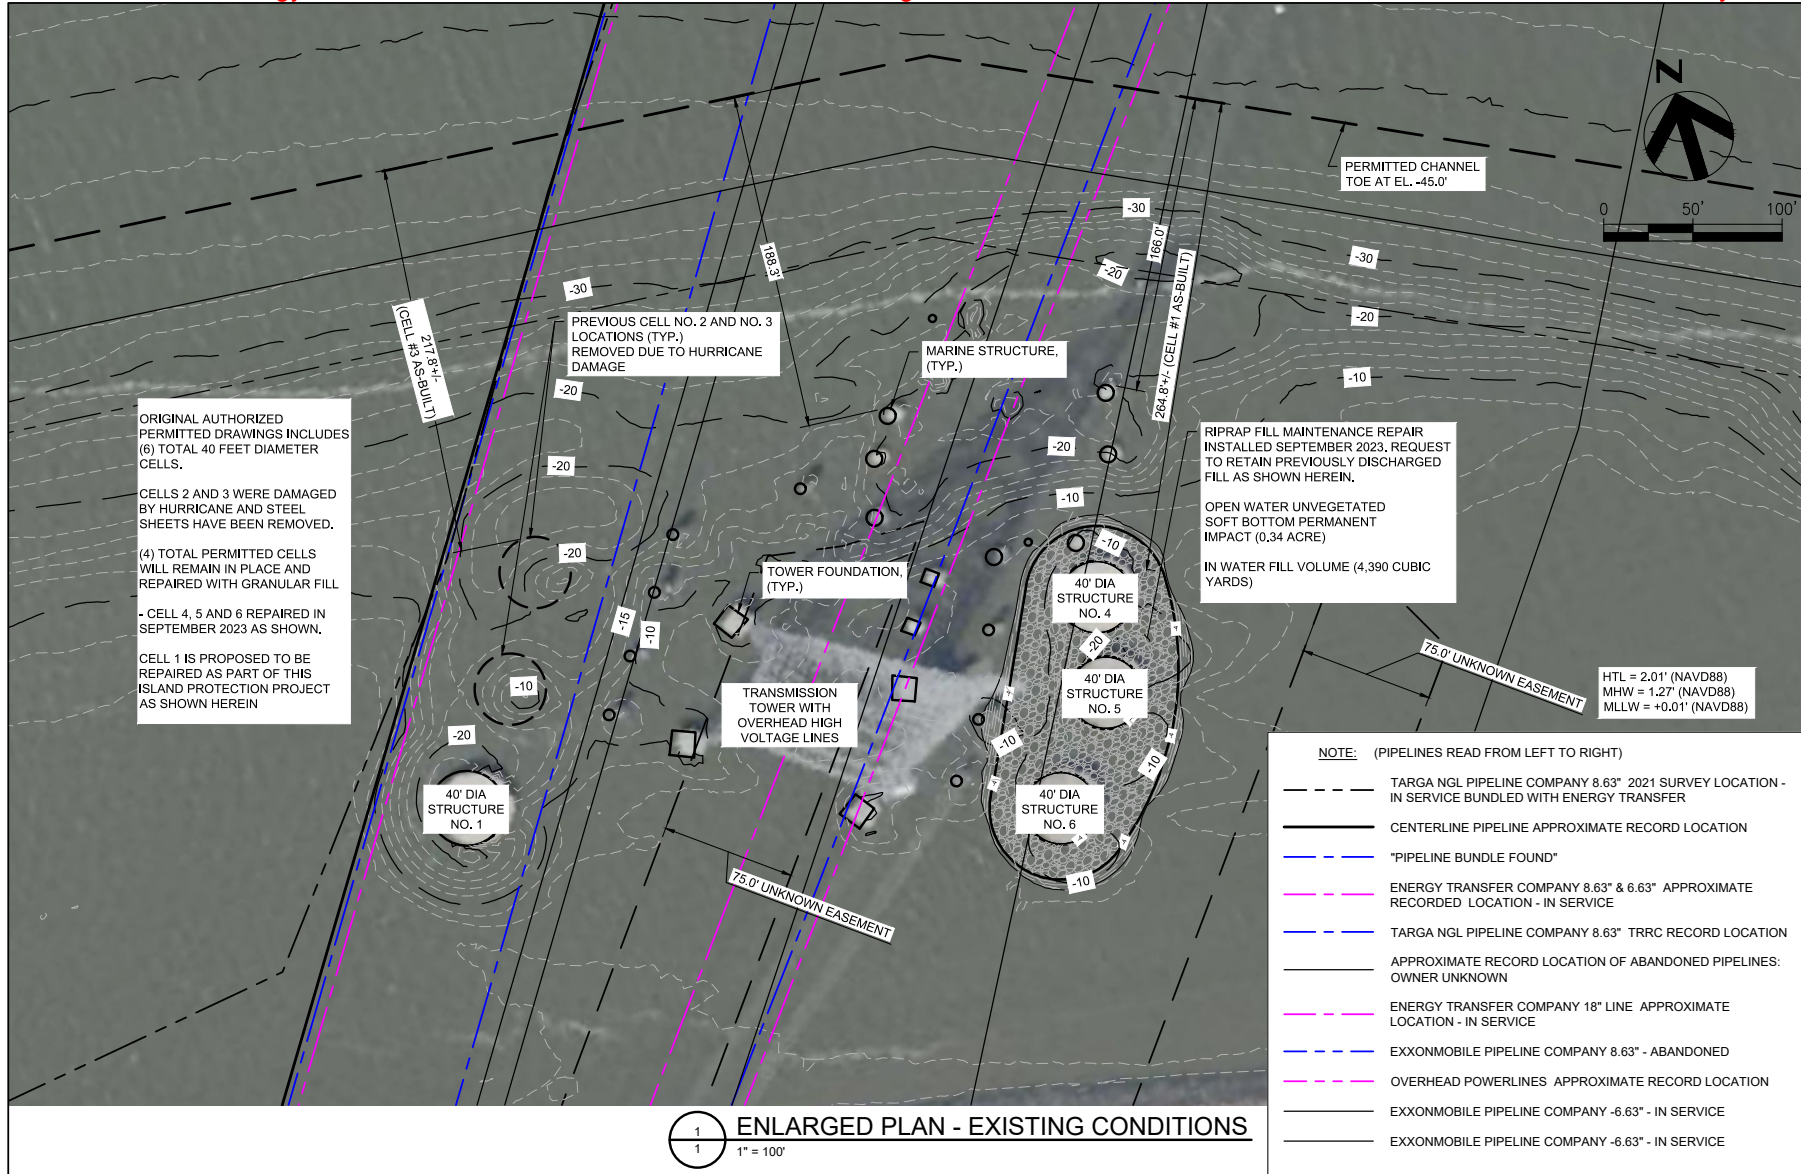 N
PERMITTED CHANNEL
TOE AT EL. -45.0'
0 50' 100'
-30
-30
-30
-20
-20
166.0'
188.3'
264.8'+/- (CELL #1 AS-BUILT)
217.8'+/-
(CELL #3 AS-BUILT)
PREVIOUS CELL NO. 2 AND NO. 3
LOCATIONS (TYP.)
REMOVED DUE TO HURRICANE
DAMAGE
MARINE STRUCTURE,
(TYP.)
-20
-10
ORIGINAL AUTHORIZED
PERMITTED DRAWINGS INCLUDES
(6) TOTAL 40 FEET DIAMETER
CELLS.
CELLS 2 AND 3 WERE DAMAGED
BY HURRICANE AND STEEL
SHEETS HAVE BEEN REMOVED.
(4) TOTAL PERMITTED CELLS
WILL REMAIN IN PLACE AND
REPAIRED WITH GRANULAR FILL
- CELL 4, 5 AND 6 REPAIRED IN
SEPTEMBER 2023 AS SHOWN.
CELL 1 IS PROPOSED TO BE
REPAIRED AS PART OF THIS
ISLAND PROTECTION PROJECT
AS SHOWN HEREIN
RIPRAP FILL MAINTENANCE REPAIR
INSTALLED SEPTEMBER 2023. REQUEST
TO RETAIN PREVIOUSLY DISCHARGED
FILL AS SHOWN HEREIN.
OPEN WATER UNVEGETATED
SOFT BOTTOM PERMANENT
IMPACT (0.34 ACRE)
IN WATER FILL VOLUME (4,390 CUBIC
YARDS)
-20
-20
-10
-20
-10
TOWER FOUNDATION,
(TYP.)
40' DIA
STRUCTURE
NO. 4
-15
-10
-20
-4
75.0' UNKNOWN EASEMENT
HTL = 2.01' (NAVD88)
MHW = 1.27' (NAVD88)
MLLW = +0.01' (NAVD88)
-10
TRANSMISSION
TOWER WITH
OVERHEAD HIGH
VOLTAGE LINES
40' DIA
STRUCTURE
NO. 5
-4
-20
-10
-4
-10
-4
40' DIA
STRUCTURE
NO. 1
40' DIA
STRUCTURE
NO. 6
-4
-4
-10
75.0' UNKNOWN EASEMENT
NOTE: (PIPELINES READ FROM LEFT TO RIGHT)
TARGA NGL PIPELINE COMPANY 8.63" 2021 SURVEY LOCATION -
IN SERVICE BUNDLED WITH ENERGY TRANSFER
CENTERLINE PIPELINE APPROXIMATE RECORD LOCATION
"PIPELINE BUNDLE FOUND"
ENERGY TRANSFER COMPANY 8.63" & 6.63" APPROXIMATE
RECORDED LOCATION - IN SERVICE
TARGA NGL PIPELINE COMPANY 8.63" TRRC RECORD LOCATION
APPROXIMATE RECORD LOCATION OF ABANDONED PIPELINES:
OWNER UNKNOWN
ENERGY TRANSFER COMPANY 18" LINE APPROXIMATE
LOCATION - IN SERVICE
EXXONMOBILE PIPELINE COMPANY 8.63" - ABANDONED
OVERHEAD POWERLINES APPROXIMATE RECORD LOCATION
EXXONMOBILE PIPELINE COMPANY -6.63" - IN SERVICE
EXXONMOBILE PIPELINE COMPANY -6.63" - IN SERVICE
1
1
ENLARGED PLAN - EXISTING CONDITIONS
1" = 100'